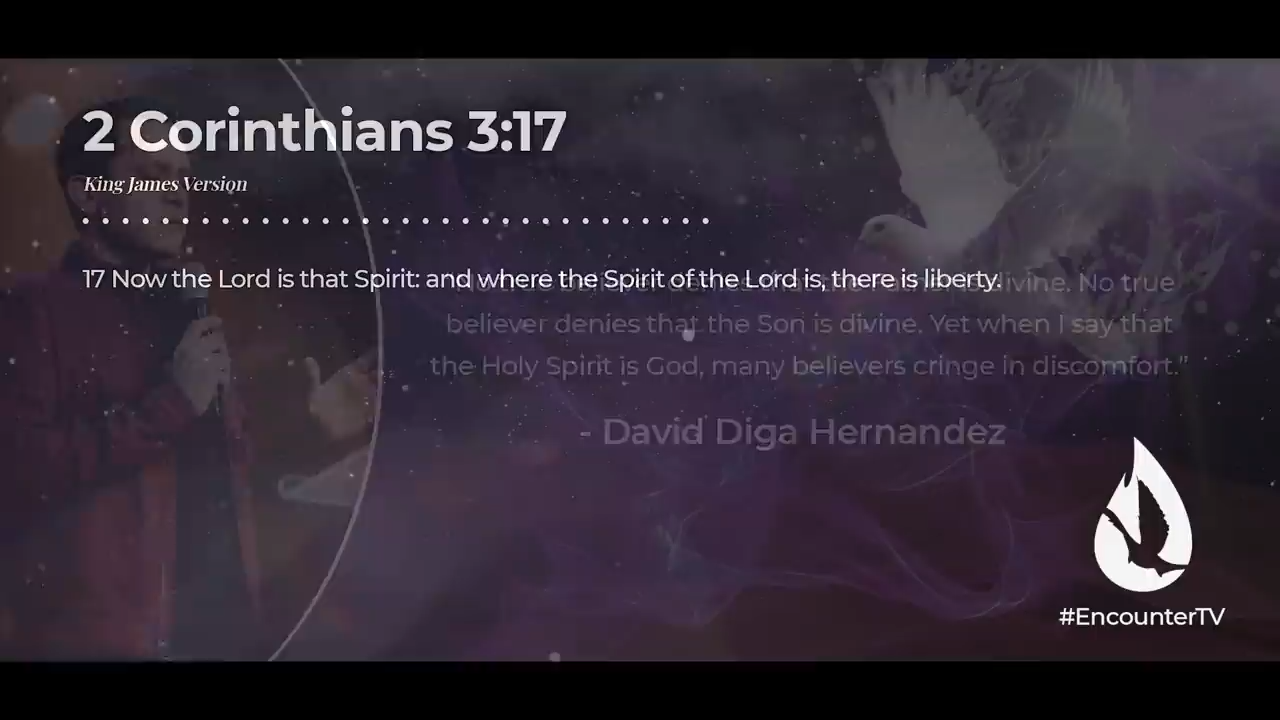 2 Corinthians 3:17
King James Version
17 Now the Lord is that Spirit: and where the Spirit of the Lord is, there is liberty.
divine. No true
believer denies that the Son is divine. Yet when I say that
the Holy Spirit is God, many believers cringe in discomfort.”
- David Diga Hernandez
#EncounterTV